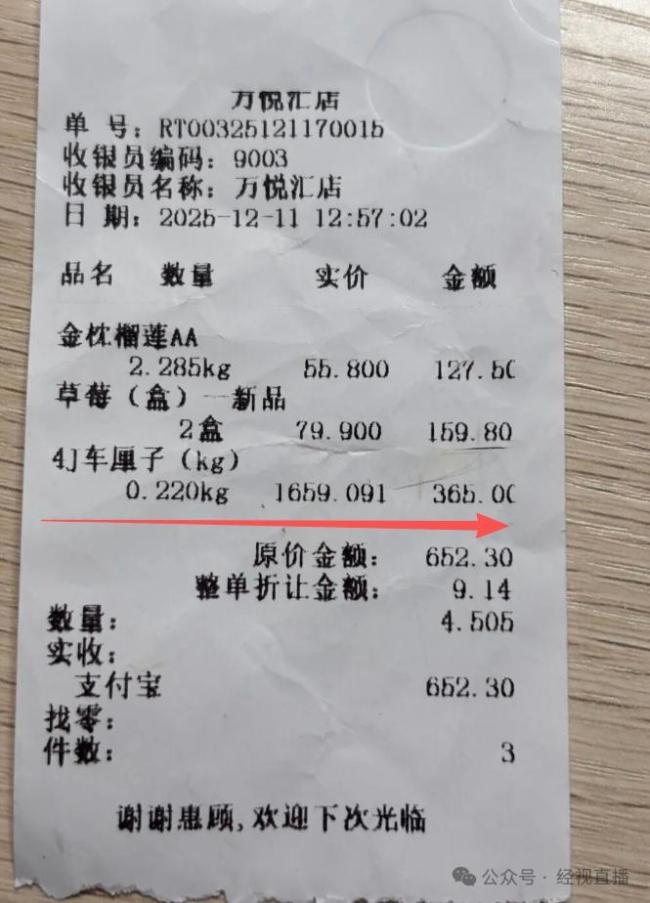 万悦汇店
单 号：RT00325121170015
收银员编码：9003
收银员名称：万悦汇店
日 期：2025-12-11 12:57:02
品名 数量 实价 金额
金枕榴莲AA
2.285kg 55.800 127.50
草莓（盒）—新品
2盒 79.900 159.80
4J车厘子（kg）
0.220kg 1659.091 365.00
原价金额： 652.30
整单折让金额： 9.14
数量： 4.505
实收：
支付宝 652.30
找零：
件数： 3
谢谢惠顾,欢迎下次光临
公众号 · 经视直播